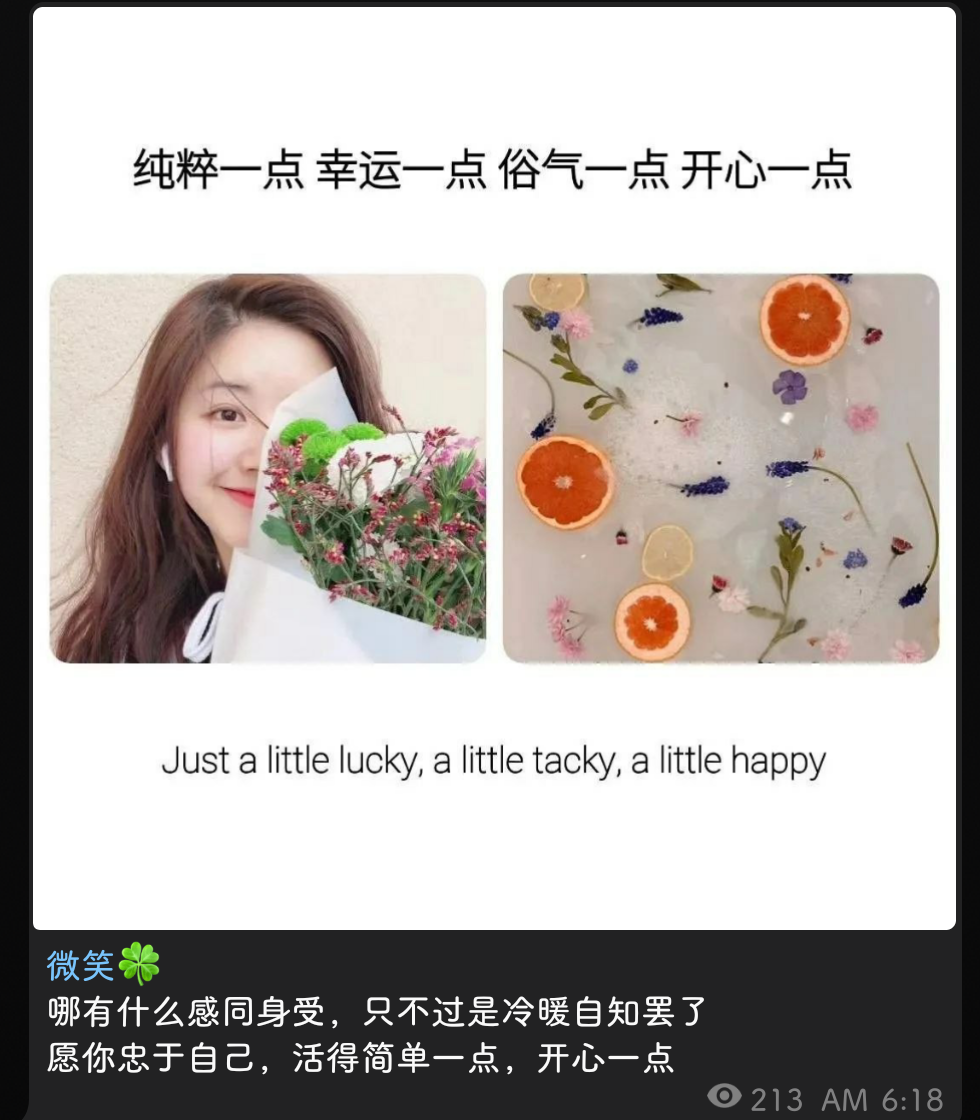 纯粹一点 幸运一点 俗气一点 开心一点
Just a little lucky, a little tacky, a little happy
微笑🍀
哪有什么感同身受，只不过是冷暖自知罢了
愿你忠于自己，活得简单一点，开心一点
213 AM 6:18